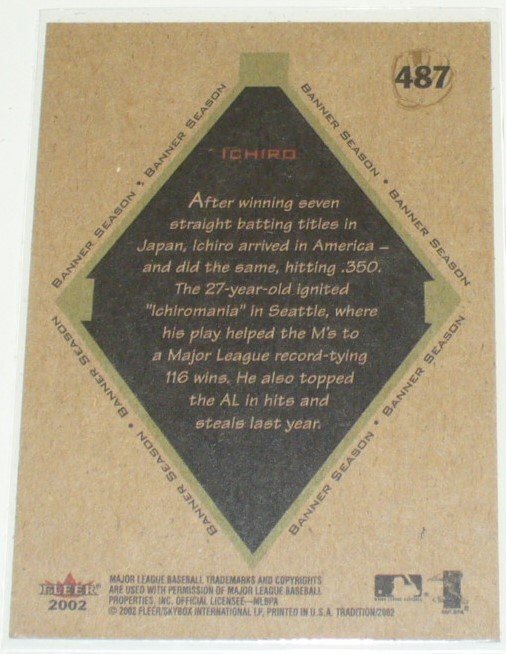 487
BANNER SEASON • BANNER SEASON
BANNER SEASON • BANNER SEASON
ICHIRO
After winning seven
straight batting titles in
Japan, Ichiro arrived in America –
and did the same, hitting .350.
The 27-year-old ignited
"Ichiromania" in Seattle, where
his play helped the M's to
a Major League record-tying
116 wins. He also topped
the AL in hits and
steals last year.
BANNER SEASON • BANNER SEASON
BANNER SEASON • BANNER SEASON
FLEER
2002
MAJOR LEAGUE BASEBALL TRADEMARKS AND COPYRIGHTS
ARE USED WITH PERMISSION OF MAJOR LEAGUE BASEBALL
PROPERTIES, INC. OFFICIAL LICENSEE—MLBPA
© 2002 FLEER/SKYBOX INTERNATIONAL LP, PRINTED IN U.S.A. TRADITION/2002